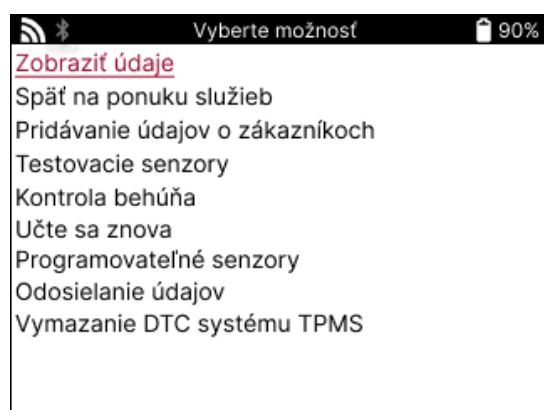 Vyberte možnosť 90%
Zobraziť údaje
Späť na ponuku služieb
Pridávanie údajov o zákazníkoch
Testovacie senzory
Kontrola behúňa
Učte sa znova
Programovateľné senzory
Odosielanie údajov
Vymazanie DTC systému TPMS